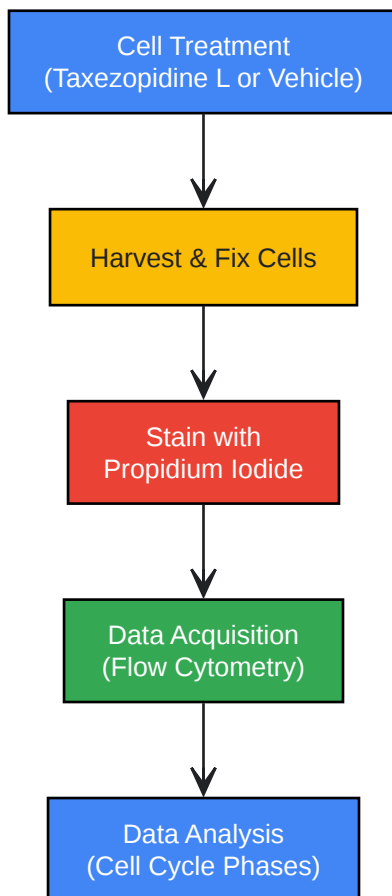 Cell Treatment
(Taxezopidine L or Vehicle)
Harvest & Fix Cells
Stain with
Propidium Iodide
Data Acquisition
(Flow Cytometry)
Data Analysis
(Cell Cycle Phases)